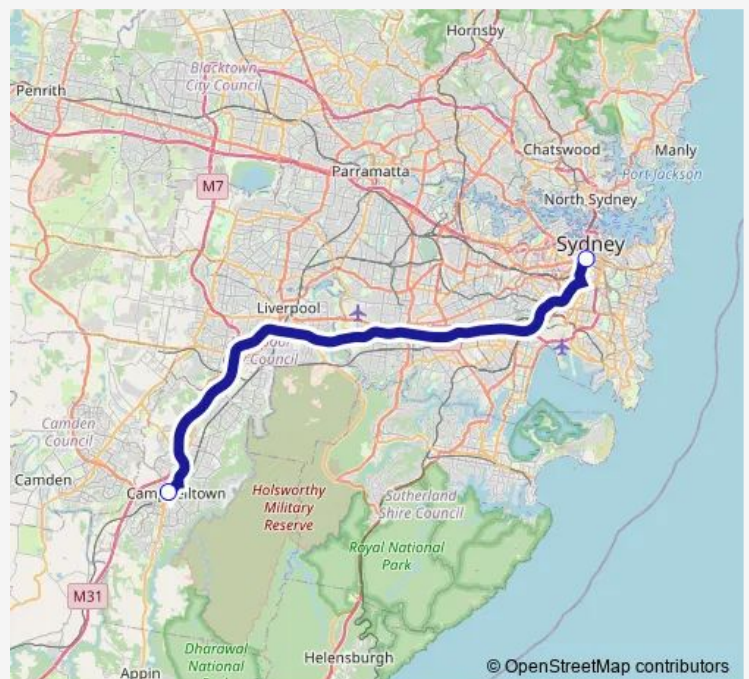 Hornsby
Blacktown
City Council
Penrith
Chatswood
Manly
Port Jackson
Parramatta
M7
North Sydney
Sydney
Liverpool
Council
Camden
Council
Camden
Sutherland
Shire Council
Holsworthy
Military
Reserve
Royal National
Park
M31
Dharawal
National
Helensburgh
Appin
© OpenStreetMap contributors